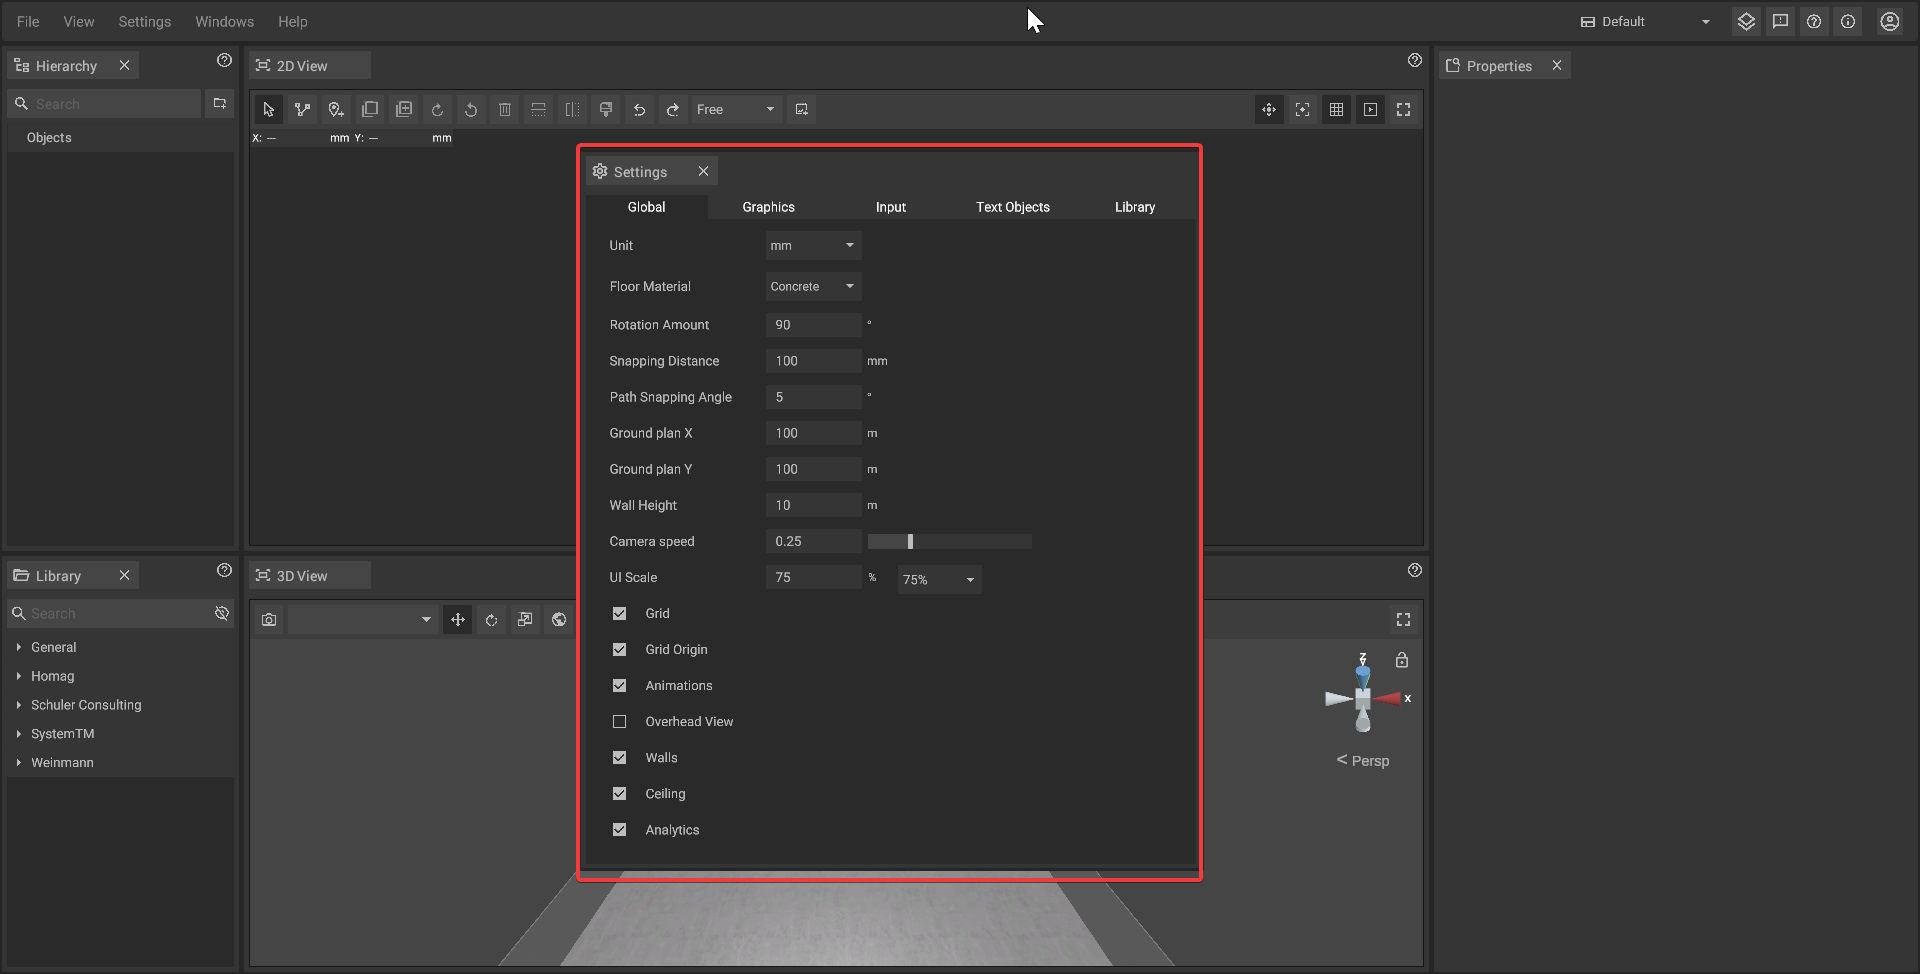 File View Settings Windows Help
Default
Hierarchy
Search
Objects
2D View
Free
X: --- mm Y: --- mm
Properties
Settings
Global Graphics Input Text Objects Library
Unit mm
Floor Material Concrete
Rotation Amount 90 °
Snapping Distance 100 mm
Path Snapping Angle 5 °
Ground plan X 100 m
Ground plan Y 100 m
Wall Height 10 m
Camera speed 0.25
UI Scale 75 % 75%
Grid
Grid Origin
Animations
Overhead View
Walls
Ceiling
Analytics
Library
Search
General
Homag
Schuler Consulting
SystemTM
Weinmann
3D View
Z
X
< Persp